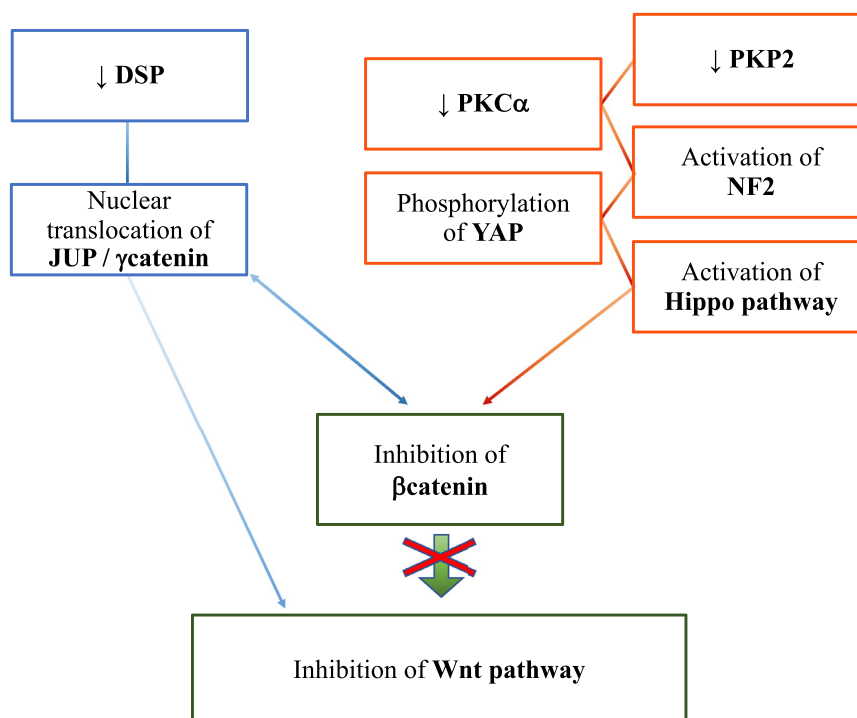 ↓ DSP
↓ PKP2
↓ PKCα
Activation of
NF2
Nuclear
translocation of
JUP / γcatenin
Phosphorylation
of YAP
Activation of
Hippo pathway
Inhibition of
βcatenin
Inhibition of Wnt pathway